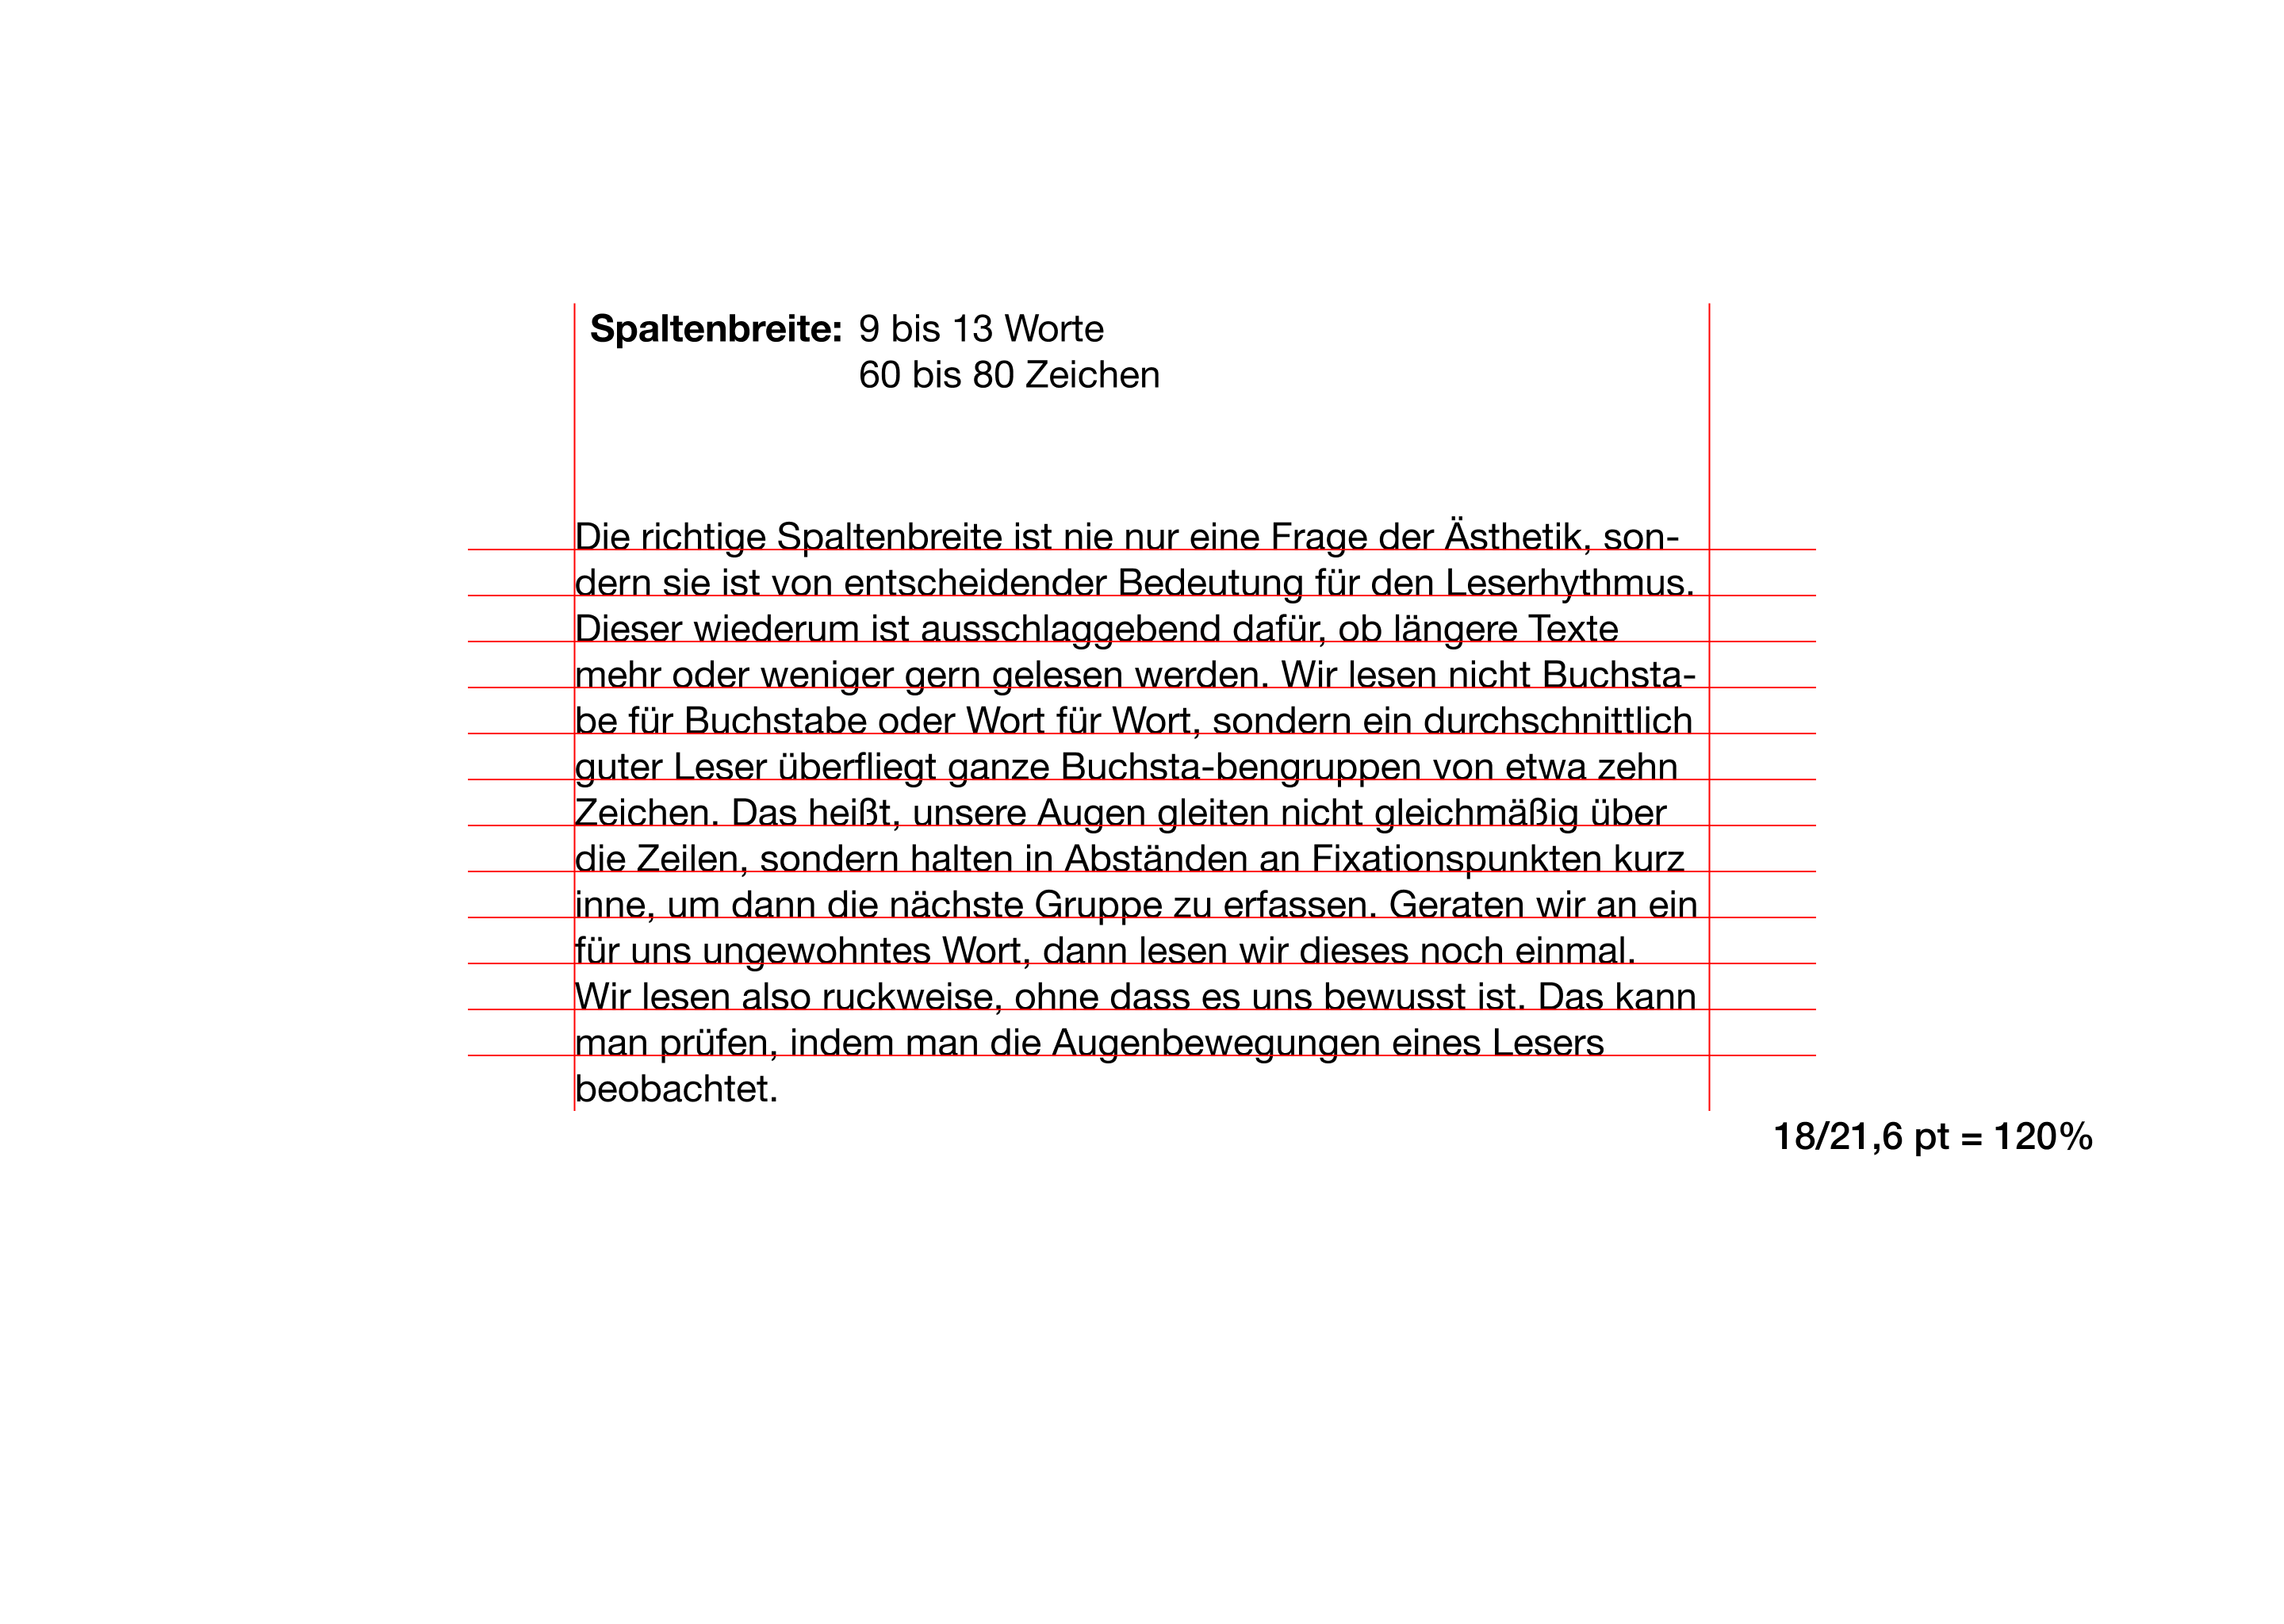 Spaltenbreite: 9 bis 13 Worte
60 bis 80 Zeichen
Die richtige Spaltenbreite ist nie nur eine Frage der Ästhetik, son-
dern sie ist von entscheidender Bedeutung für den Leserhythmus.
Dieser wiederum ist ausschlaggebend dafür, ob längere Texte
mehr oder weniger gern gelesen werden. Wir lesen nicht Buchsta-
be für Buchstabe oder Wort für Wort, sondern ein durchschnittlich
guter Leser überfliegt ganze Buchsta-bengruppen von etwa zehn
Zeichen. Das heißt, unsere Augen gleiten nicht gleichmäßig über
die Zeilen, sondern halten in Abständen an Fixationspunkten kurz
inne, um dann die nächste Gruppe zu erfassen. Geraten wir an ein
für uns ungewohntes Wort, dann lesen wir dieses noch einmal.
Wir lesen also ruckweise, ohne dass es uns bewusst ist. Das kann
man prüfen, indem man die Augenbewegungen eines Lesers
beobachtet.
18/21,6 pt = 120%